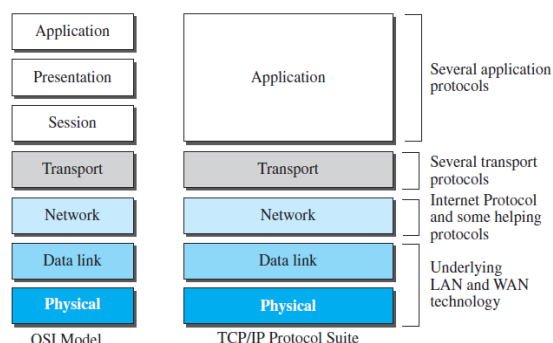 Application
Presentation
Session
Transport
Network
Data link
Physical
OSI Model
Application
Transport
Network
Data link
Physical
TCP/IP Protocol Suite
Several application
protocols
Several transport
protocols
Internet Protocol
and some helping
protocols
Underlying
LAN and WAN
technology